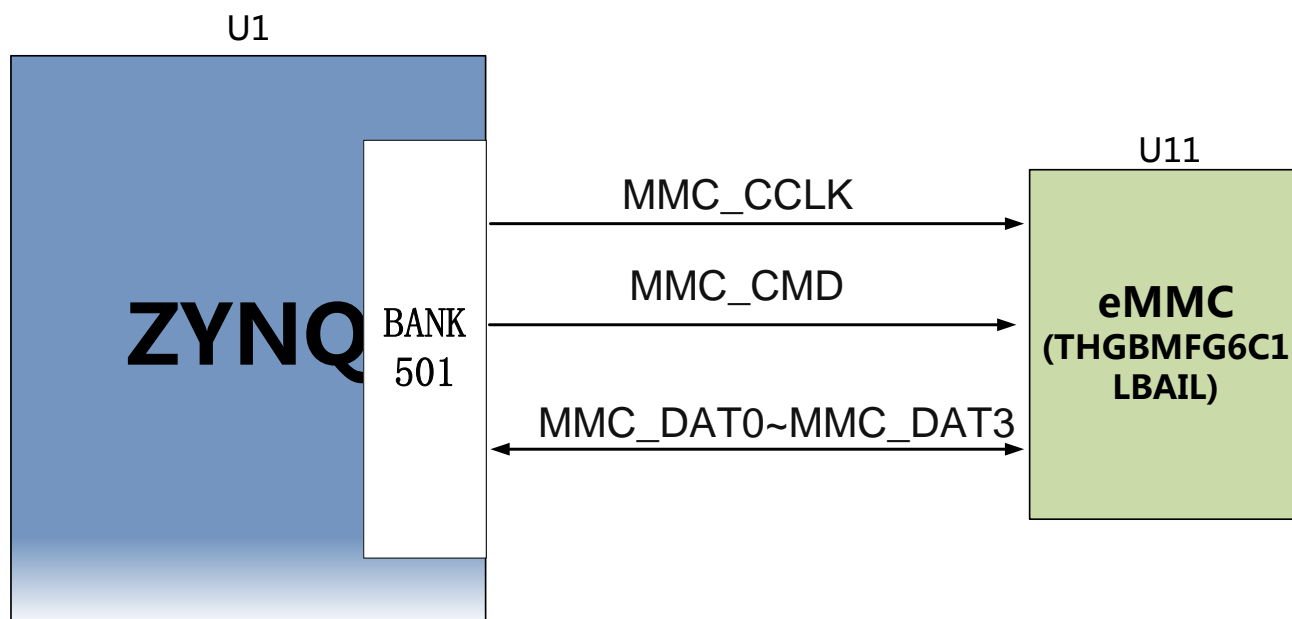 U1
U11
MMC_CCLK
MMC_CMD
ZYNQ
BANK
501
eMMC
(THGBMFG6C1
LBAIL)
MMC_DAT0~MMC_DAT3